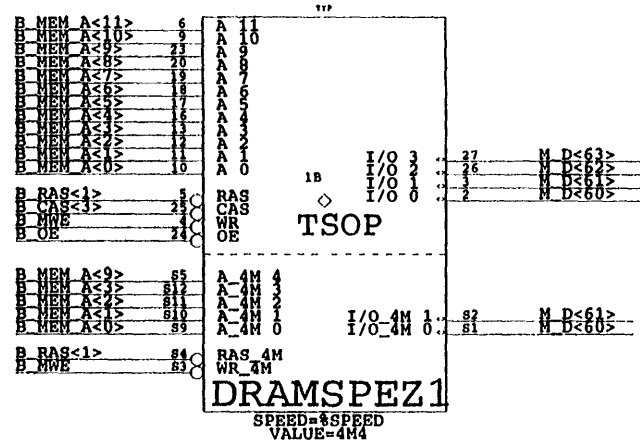 TYP
B_MEM_A<11> 6 A 11
B_MEM_A<10> 9 A 10
B_MEM_A<9> 23 A 9
B_MEM_A<8> 20 A 8
B_MEM_A<7> 19 A 7
B_MEM_A<6> 18 A 6
B_MEM_A<5> 17 A 5
B_MEM_A<4> 16 A 4
B_MEM_A<3> 13 A 3
B_MEM_A<2> 12 A 2
B_MEM_A<1> 11 A 1 I/O 3 27 M_D<63>
B_MEM_A<0> 10 A 0 I/O 2 26 M_D<62>
1B I/O 1 3 M_D<61>
B_RAS<1> 5 RAS I/O 0 2 M_D<60>
B_CAS<3> 25 CAS
B_MWE 4 WR TSOP
B_OE 24 OE
B_MEM_A<9> S5 A_4M 4
B_MEM_A<3> S12 A_4M 3
B_MEM_A<2> S11 A_4M 2
B_MEM_A<1> S10 A_4M 1 I/O_4M 1 S2 M_D<61>
B_MEM_A<0> S9 A_4M 0 I/O_4M 0 S1 M_D<60>
B_RAS<1> S4 RAS_4M
B_MWE S3 WR_4M
DRAMSPEZ1
SPEED=%SPEED
VALUE=4M4